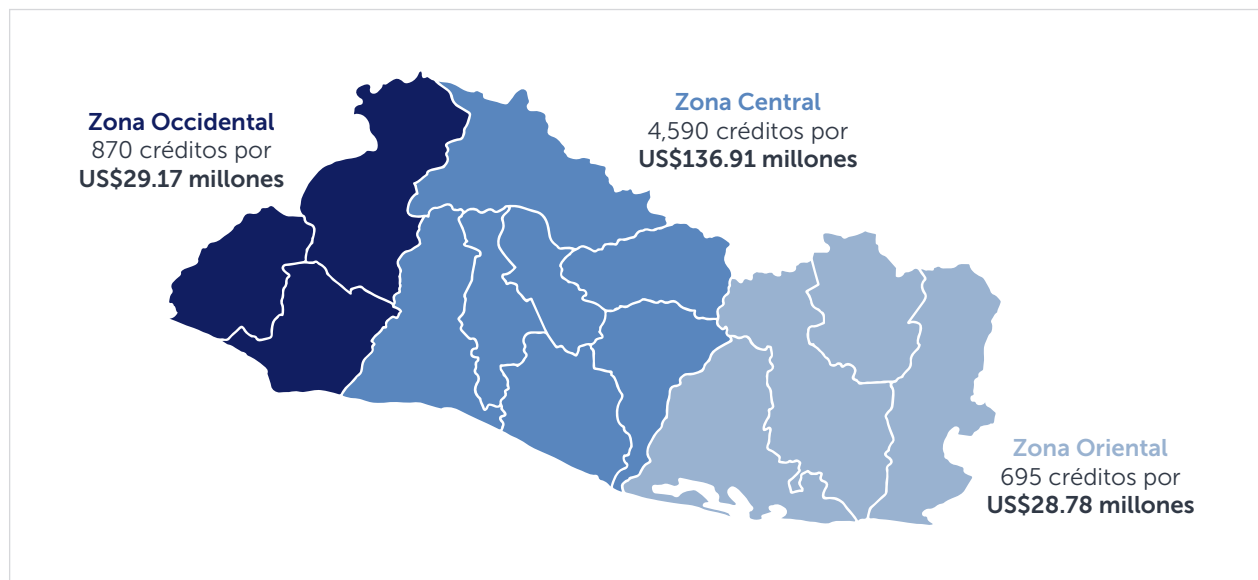 Zona Occidental
870 créditos por
US$29.17 millones
Zona Central
4,590 créditos por
US$136.91 millones
Zona Oriental
695 créditos por
US$28.78 millones